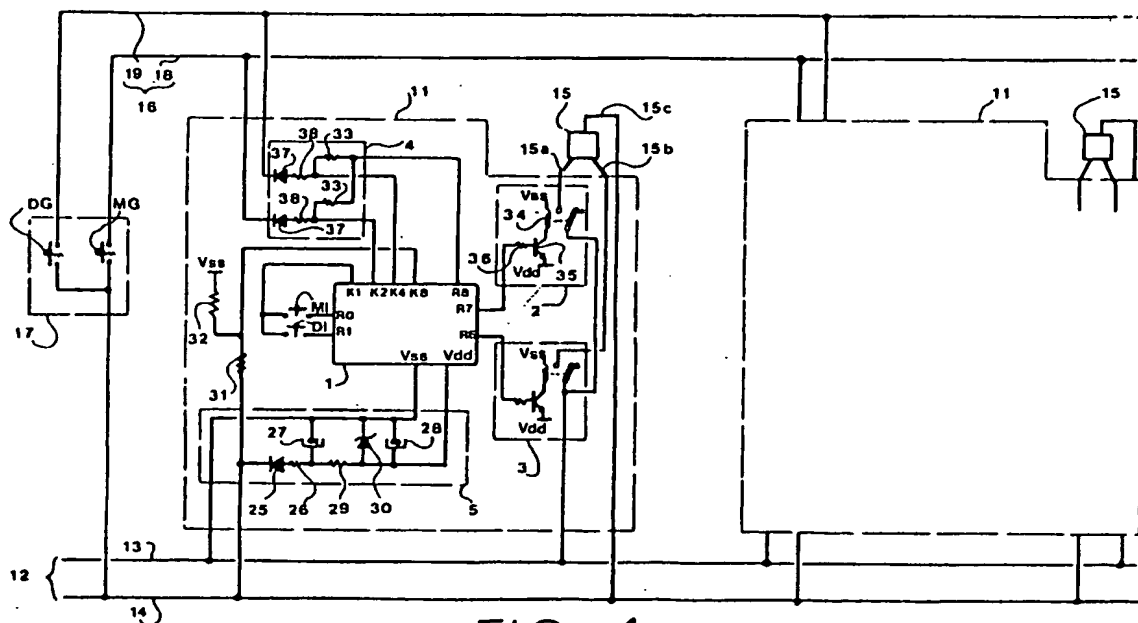 19 18
16
11
15
15c
11
15
38 33
4
15a
15b
37
38
33
37
Vss
34
DG
MG
36
35
Vdd
2
Vss
K1 K2 K4 K8 R8
MI
R0
R7
DI
R1
R6
32
17
Vss Vdd
1
Vss
31
Vdd
3
27
28
25 26 29 30 5
13
12
14
FIG. 1